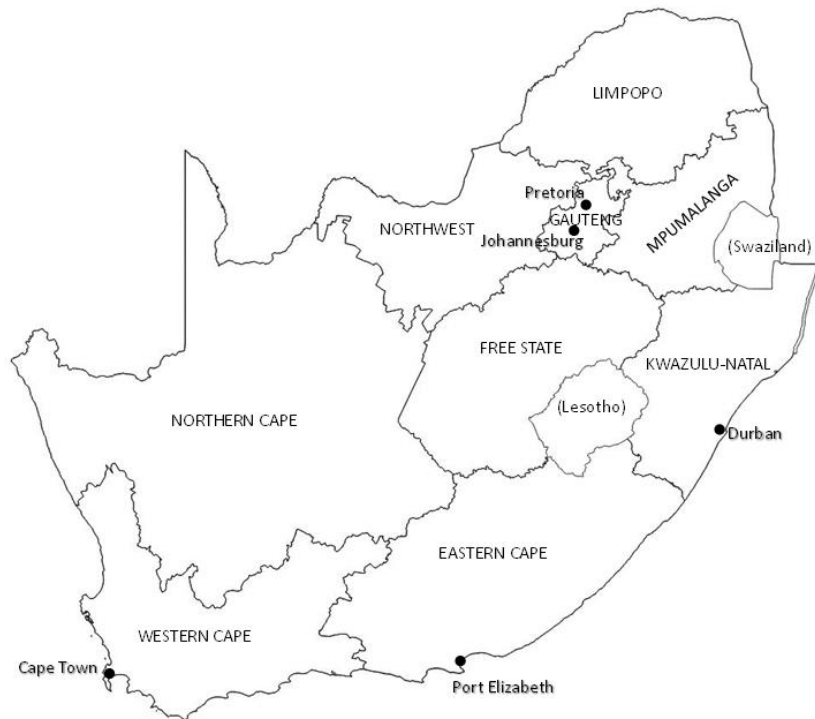 LIMPOPO
Pretoria
MPUMALANGA
GAUTENG
NORTHWEST
Johannesburg
(Swaziland)
FREE STATE
KWAZULU-NATAL
(Lesotho)
NORTHERN CAPE
Durban
EASTERN CAPE
WESTERN CAPE
Cape Town
Port Elizabeth